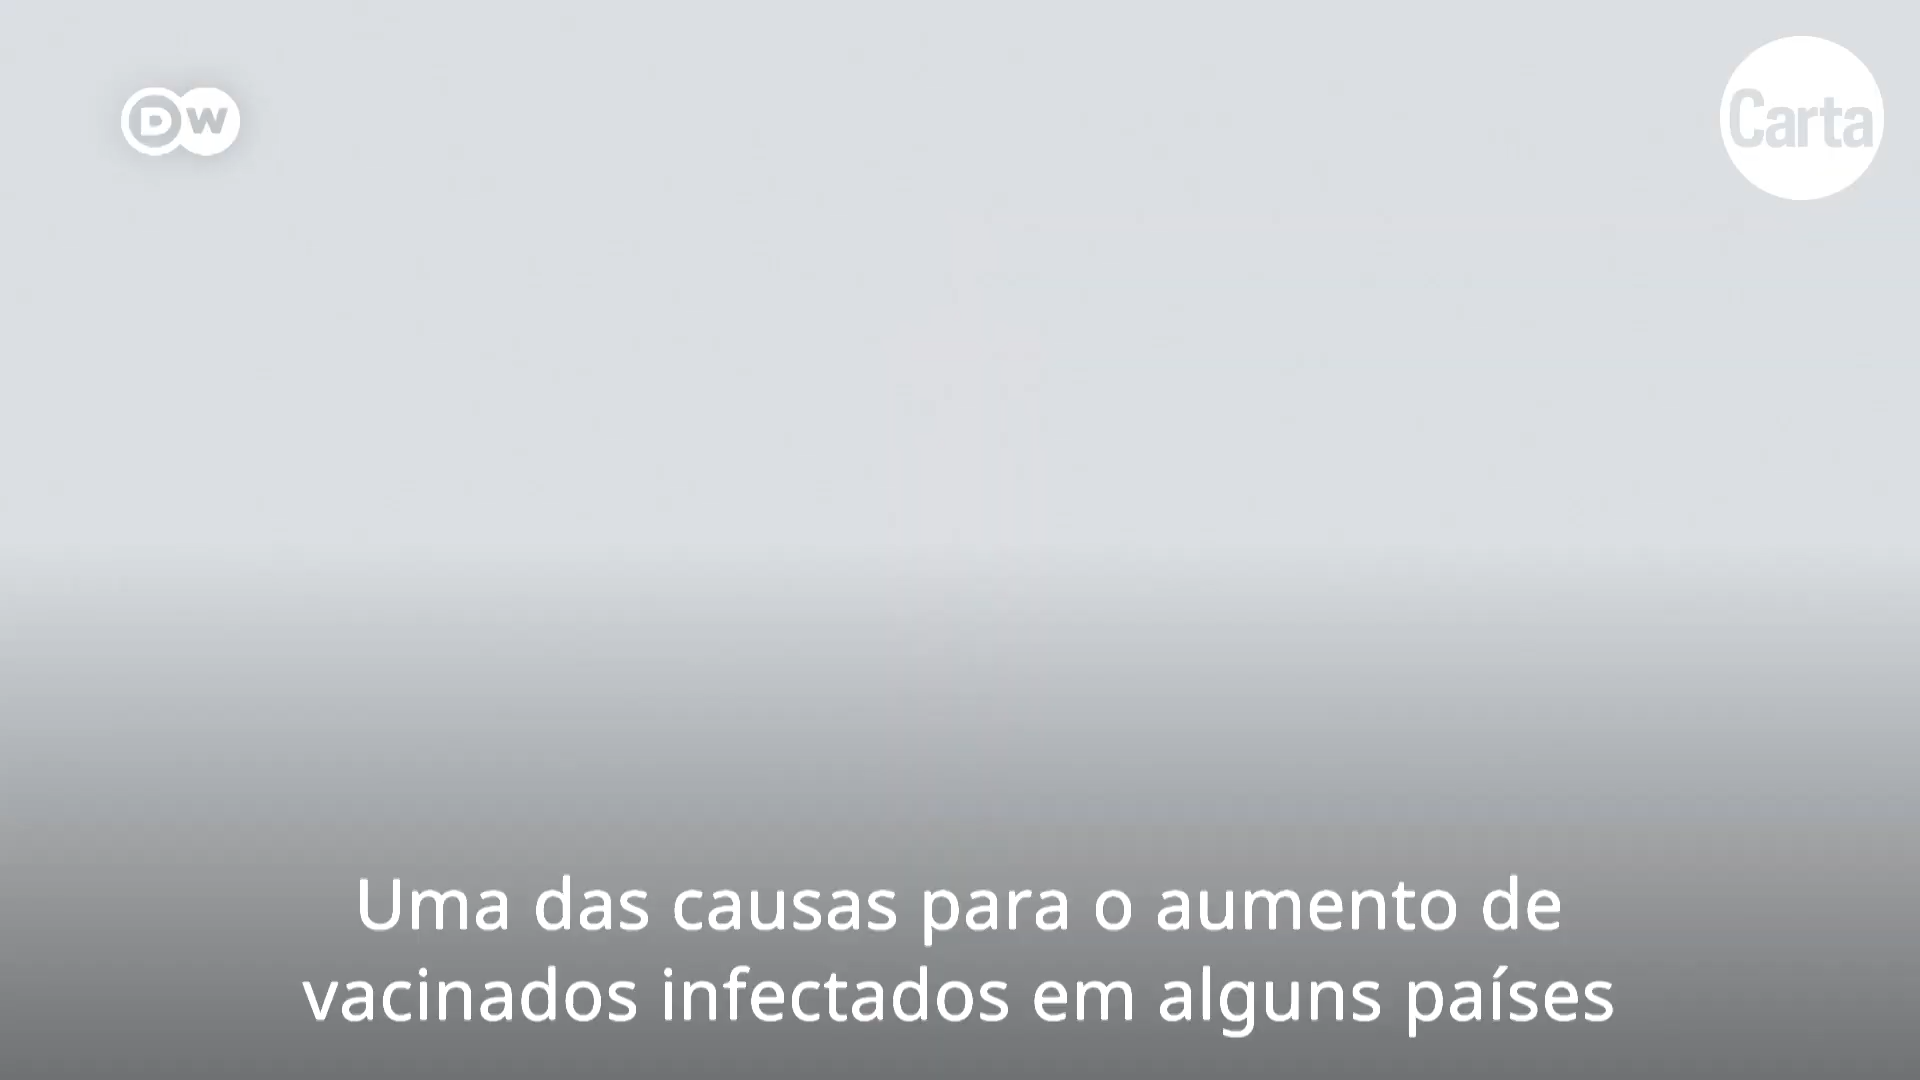 DW
Carta
Uma das causas para o aumento de
vacinados infectados em alguns países